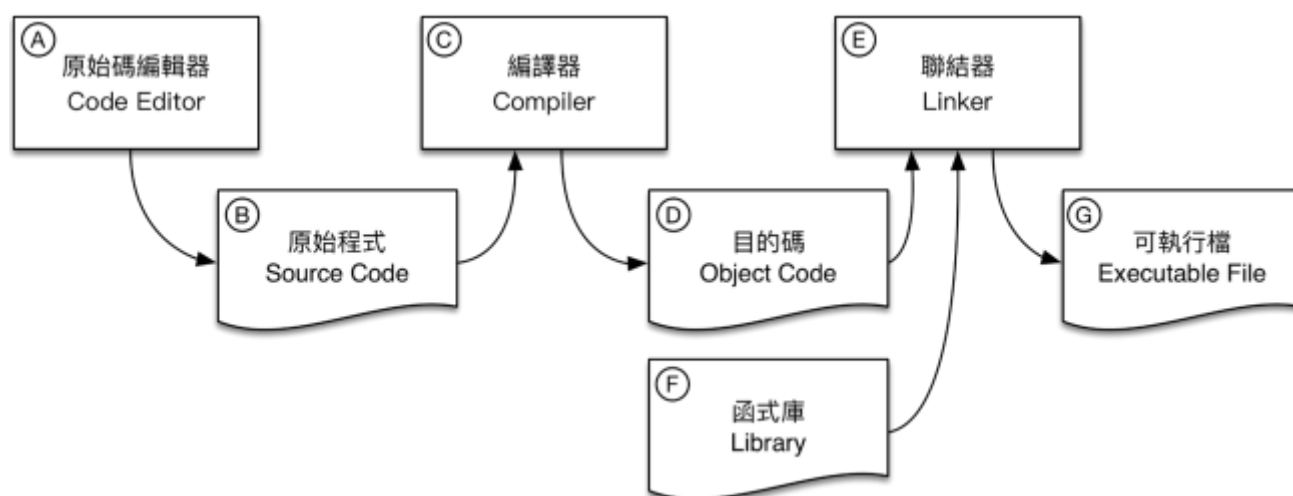 A
原始碼編輯器
Code Editor
B
原始程式
Source Code
C
編譯器
Compiler
D
目的碼
Object Code
E
聯結器
Linker
F
函式庫
Library
G
可執行檔
Executable File